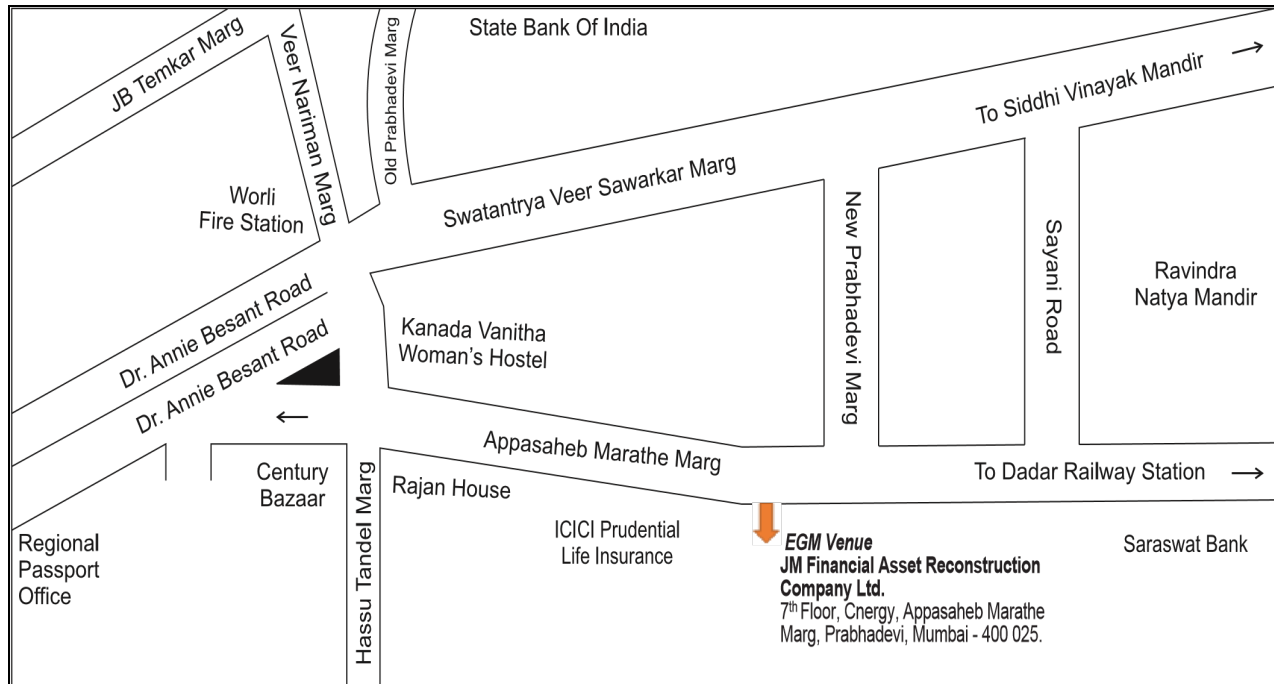 State Bank Of India
JB Temkar Marg
Veer Nariman Marg
Old Prabhadevi Marg
To Siddhi Vinayak Mandir
Worli
Fire Station
Swatantrya Veer Sawarkar Marg
New Prabhadevi Marg
Sayani Road
Ravindra
Natya Mandir
Dr. Annie Besant Road
Dr. Annie Besant Road
Kanada Vanitha
Woman's Hostel
Appasaheb Marathe Marg
To Dadar Railway Station
Century
Bazaar
Hassu Tandel Marg
Rajan House
Regional
Passport
Office
ICICI Prudential
Life Insurance
EGM Venue
JM Financial Asset Reconstruction
Company Ltd.
7th Floor, Cnergy, Appasaheb Marathe
Marg, Prabhadevi, Mumbai - 400 025.
Saraswat Bank